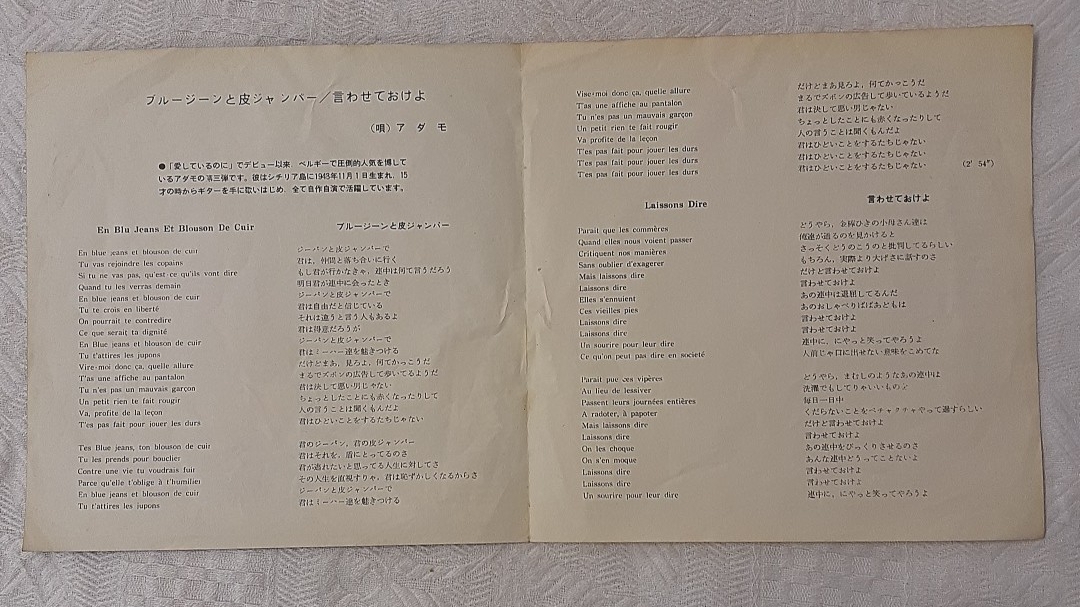 ブルージーンと皮ジャンパー/言わせておけよ
(唄) ア ダ モ
●「愛しているのに」でデビュー以来,ベルギーで圧倒的人気を博して
いるアダモの第三弾です。彼はシチリア島に1943年11月1日生まれ,15
才の時からギターを手に歌いはじめ,全て自作自演で活躍しています。
En Blu Jeans Et Blouson De Cuir
En blue jeans et blouson de cuir
Tu vas rejoindre les copains
Si tu ne vas pas, qu'est-ce qu'ils vont dire
Quand tu les verras demain
En blue jeans et blouson de cuir
Tu te crois en liberté
On pourrait te contredire
Ce que serait ta dignité
En Blue jeans et blouson de cuir
Tu t'attires les jupons
Vire-moi donc ça, quelle allure
T'as une affiche au pantalon
Tu n'es pas un mauvais garçon
Un petit rien te fait rougir
Va, profite de la leçon
T'es pas fait pour jouer les durs
Tes Blue jeans, ton blouson de cuir
Tu les prends pour bouclier
Contre une vie tu voudrais fuir
Parce qu'elle t'oblige à t'humilier
En blue jeans et blouson de cuir
Tu t'attires les jupons
ブルージーンと皮ジャンパー
ジーパンと皮ジャンパーで
君は,仲間と落ち合いに行く
もし君が行かなきゃ,連中は何て言うだろう
明日君が連中に会ったとき
ジーパンと皮ジャンパーで
君は自由だと信じている
それは違うと言う人もあるよ
君は得意だろうが
ジーパンと皮ジャンパーで
君はミーハー達を魅きつける
だけどまあ,見ろよ,何てかっこうだ
まるでズボンの広告して歩いてるようだ
君は決して悪い男じゃない
ちょっとしたことにも赤くなったりして
人の言うことは聞くもんだよ
君はひどいことをするたちじゃない
君のジーパン,君の皮ジャンパー
君はそれを,盾にとってるのさ
君が逃れたいと思ってる人生に対してさ
その人生を直視すりゃ,君は恥ずかしくなるからさ
ジーパンと皮ジャンパーで
君はミーハー達を魅きつける
Vise-moi donc ça, quelle allure
T'as une affiche au pantalon
Tu n'es pas un mauvais garçon
Un petit rien te fait rougir
Va profite de la leçon
T'es pas fait pour jouer les durs
T'es pas fait pour jouer les durs
T'es pas fait pour jouer les durs
だけどまあ見ろよ,何てかっこうだ
まるでズボンの広告して歩いているようだ
君は決して悪い男じゃない
ちょっとしたことにも赤くなったりして
人の言うことは聞くもんだよ
君はひどいことをするたちじゃない
君はひどいことをするたちじゃない
君はひどいことをするたちじゃない
(2' 54")
Laissons Dire
Parait que les commères
Quand elles nous voient passer
Critiquent nos manières
Sans oublier d'exagerer
Mais laissons dire
Laissons dire
Elles s'ennuient
Ces vieilles pies
Laissons dire
Laissons dire
Un sourire pour leur dire
Ce qu'on peut pas dire en societé
Parait pue ces vipères
Au lieu de lessiver
Passent leurs journées entières
A radoter, à papoter
Mais laissons dire
Laissons dire
On les choque
On s'en moque
Laissons dire
Laissons dire
Un sourire pour leur dire
言わせておけよ
どうやら,金棒ひきの小母さん達は
俺達が通るのを見かけると
さっそくどうのこうのと批判してるらしい
もちろん,実際より大げさに話すのさ
だけど言わせておけよ
言わせておけよ
あの連中は退屈してるんだ
あのおしゃべりばばあどもは
言わせておけよ
言わせておけよ
連中に,にやっと笑ってやろうよ
人前じゃ口に出せない意味をこめてな
どうやら,まむしのようなあの連中は
洗濯でもしてりゃいいものを
毎日一日中
くだらないことをペチャクチャやって過すらしい
だけど言わせておけよ
言わせておけよ
あの連中をびっくりさせるのさ
あんな連中どうってことないよ
言わせておけよ
言わせておけよ
連中に,にやっと笑ってやろうよ